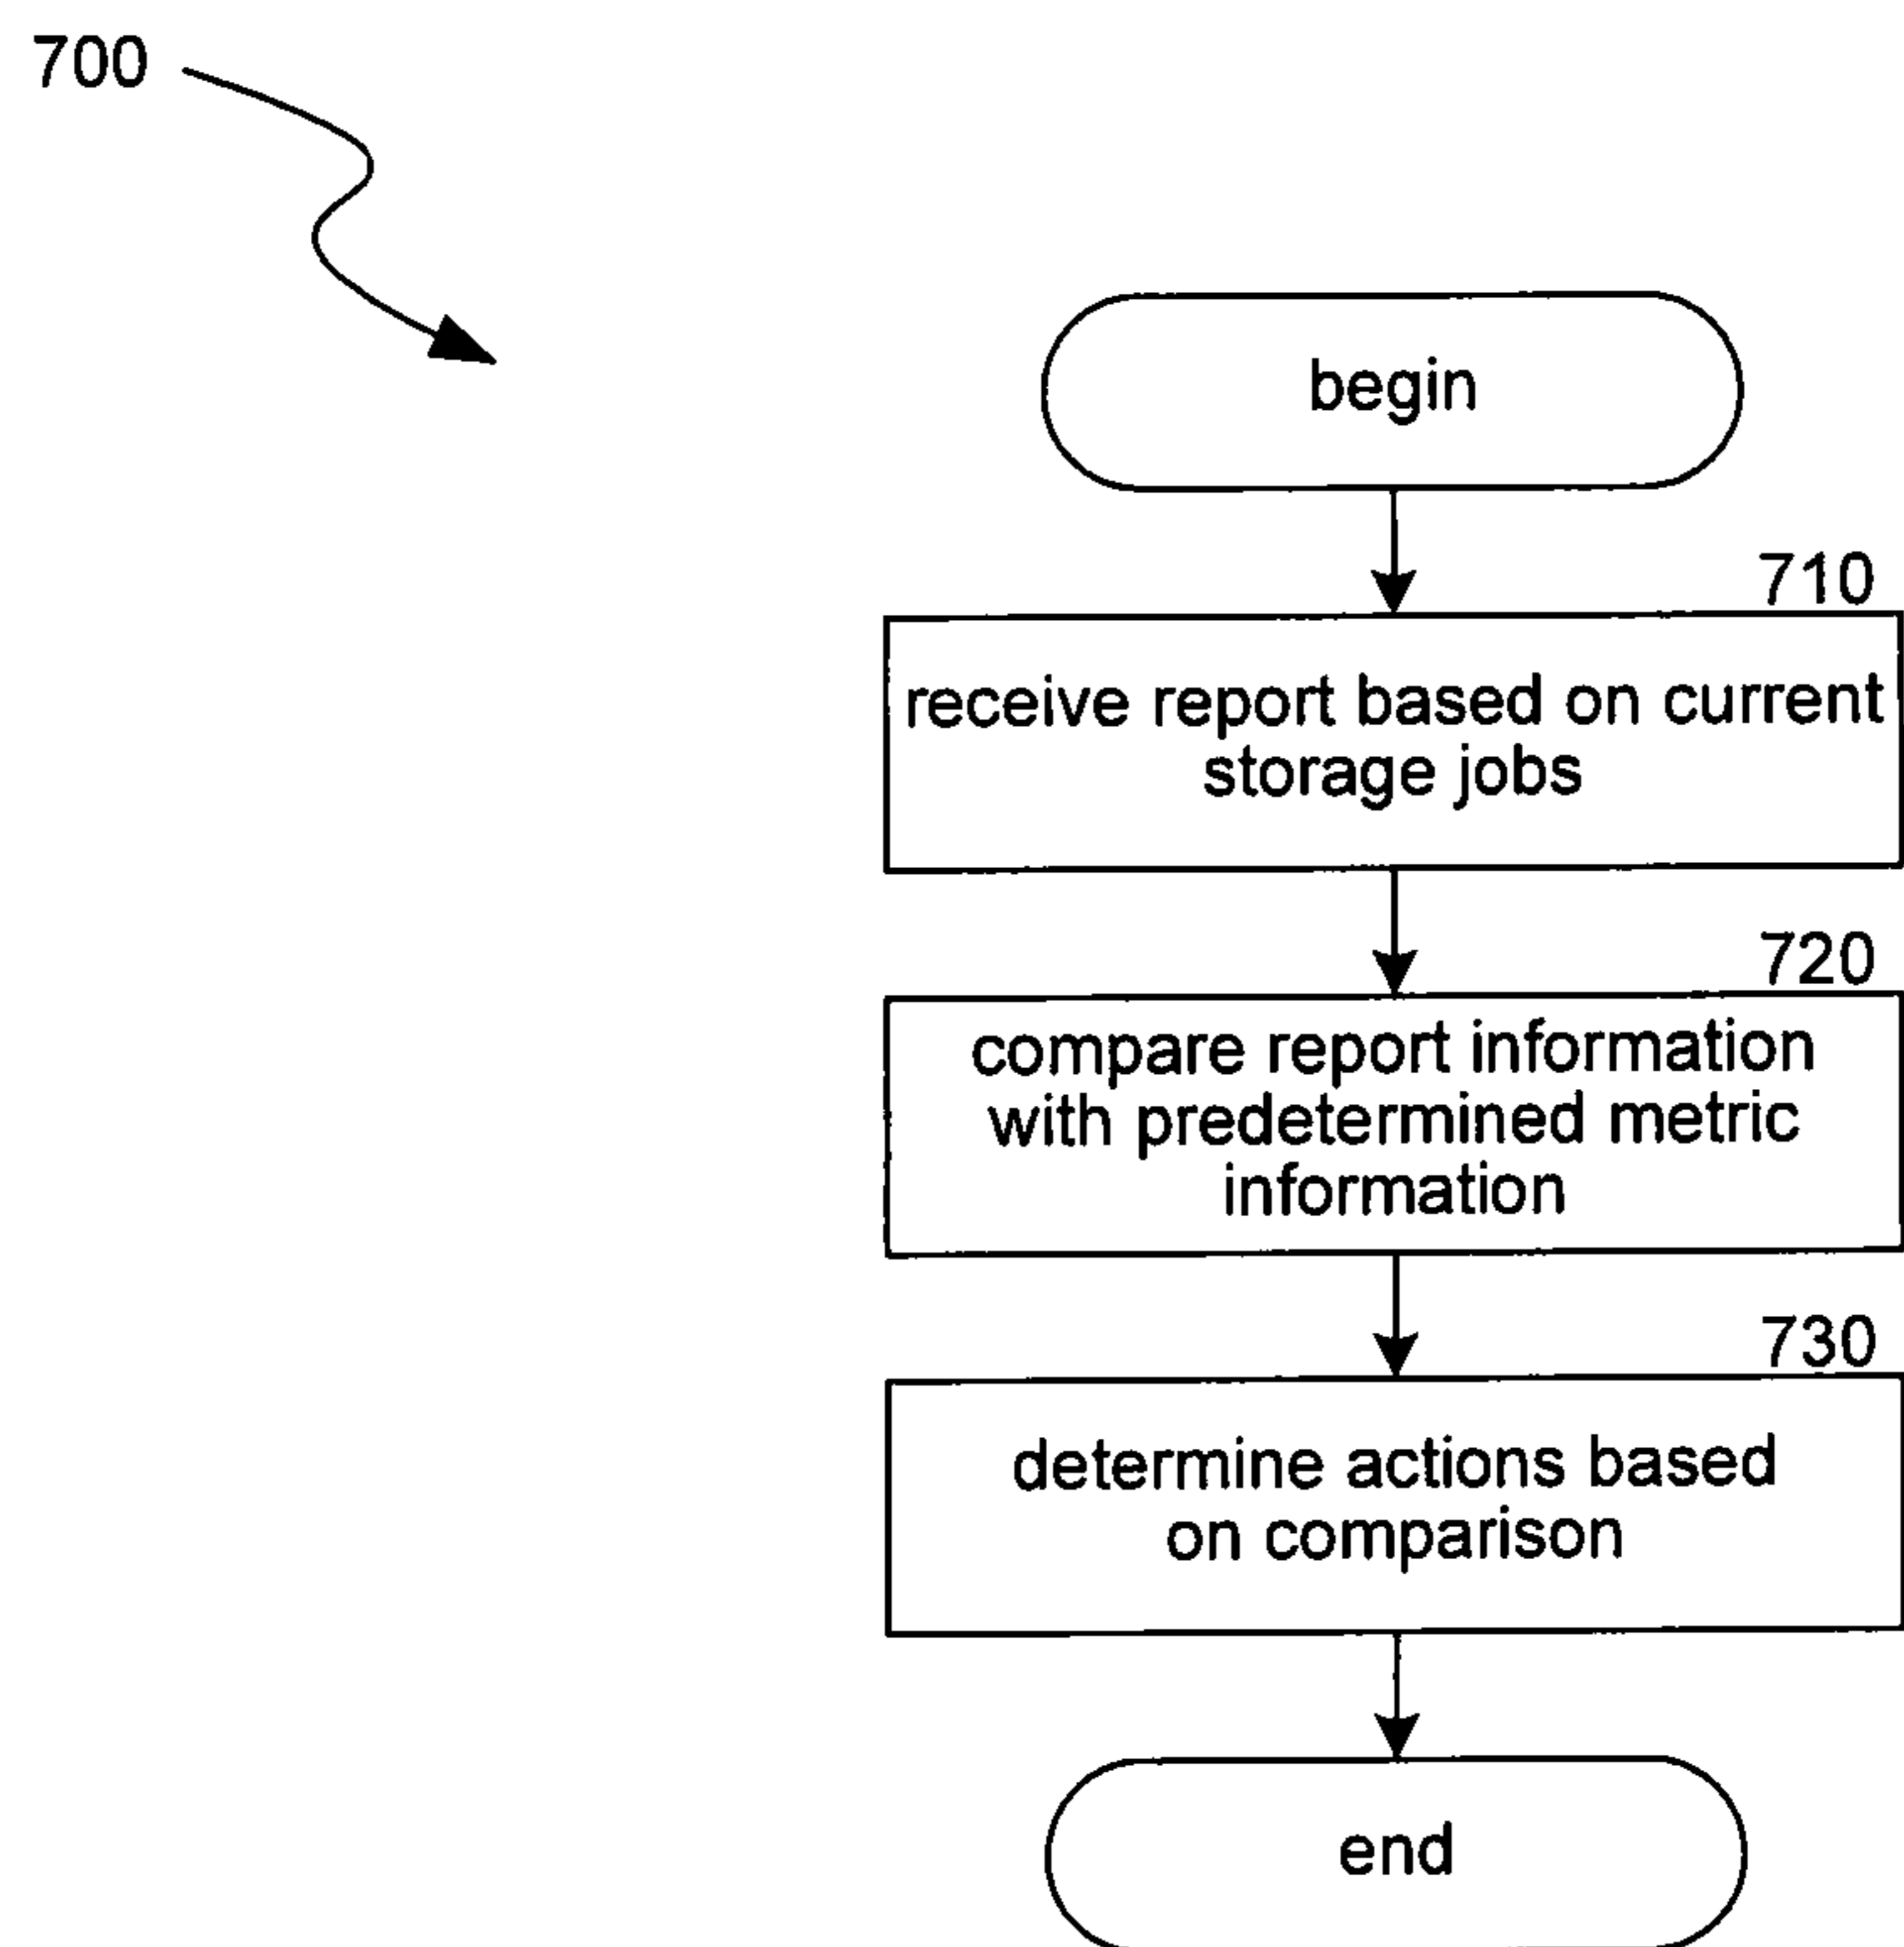 700
begin
710
receive report based on current
storage jobs
720
compare report information
with predetermined metric
information
730
determine actions based
on comparison
end